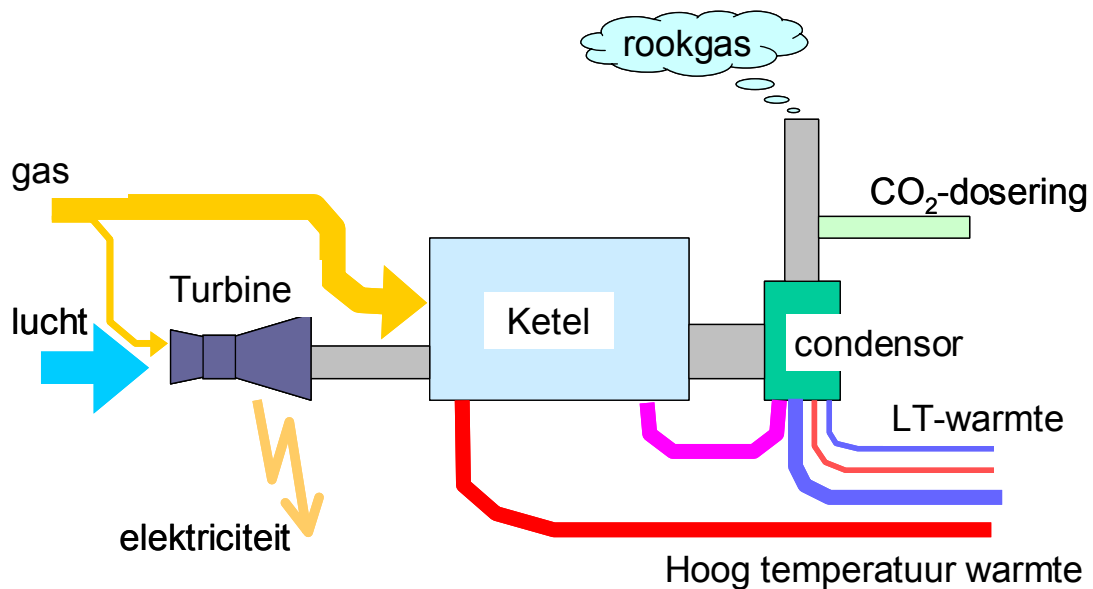 rookgas
gas
CO₂-dosering
Turbine
lucht
Ketel
condensor
LT-warmte
elektriciteit
Hoog temperatuur warmte